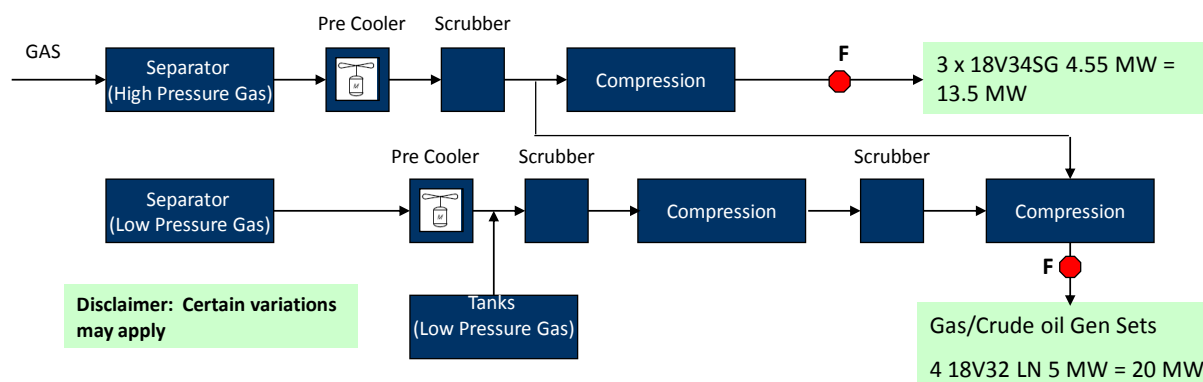 Pre Cooler
Scrubber
GAS
Separator
(High Pressure Gas)
M
Compression
F
3 x 18V34SG 4.55 MW =
13.5 MW
Pre Cooler
Scrubber
Scrubber
Separator
(Low Pressure Gas)
M
Compression
Compression
F
Disclaimer: Certain variations
may apply
Tanks
(Low Pressure Gas)
Gas/Crude oil Gen Sets
4 18V32 LN 5 MW = 20 MW